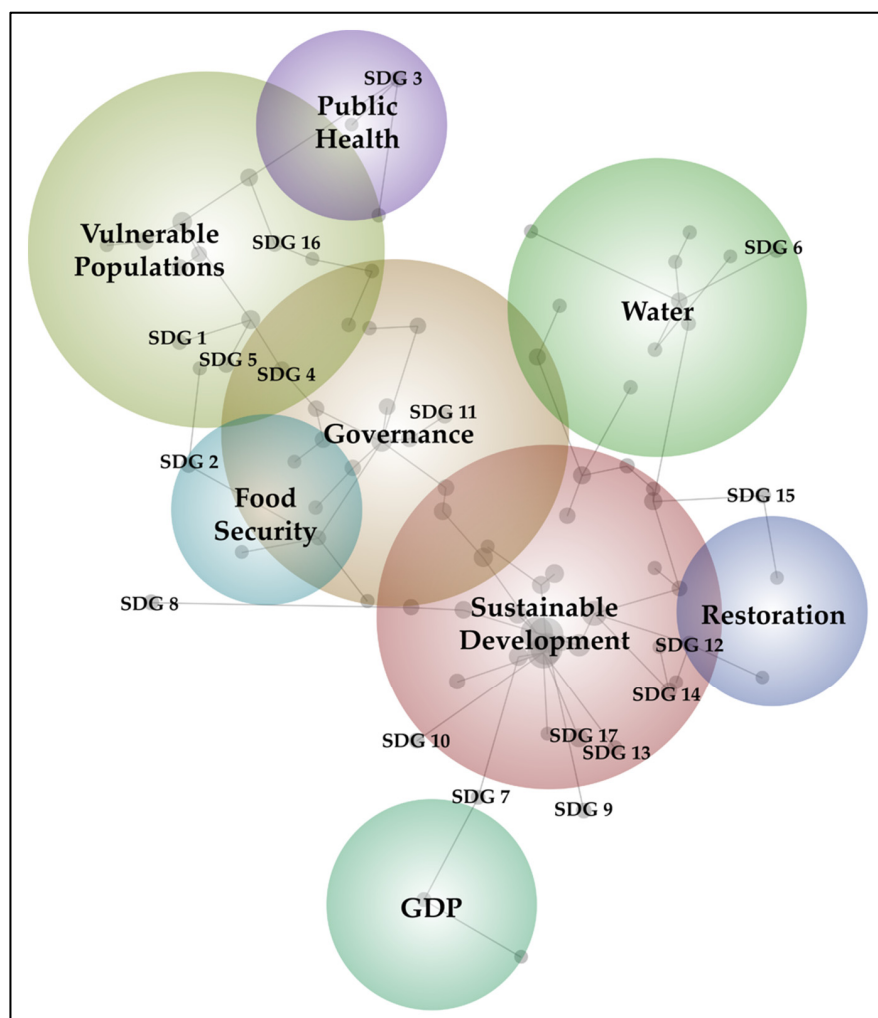 SDG 3
Public
Health
Vulnerable
Populations
SDG 16
SDG 6
Water
SDG 1
SDG 5
SDG 4
SDG 11
Governance
SDG 2
Food
Security
SDG 15
SDG 8
Sustainable
Development
Restoration
SDG 12
SDG 14
SDG 10
SDG 17
SDG 13
SDG 7
SDG 9
GDP